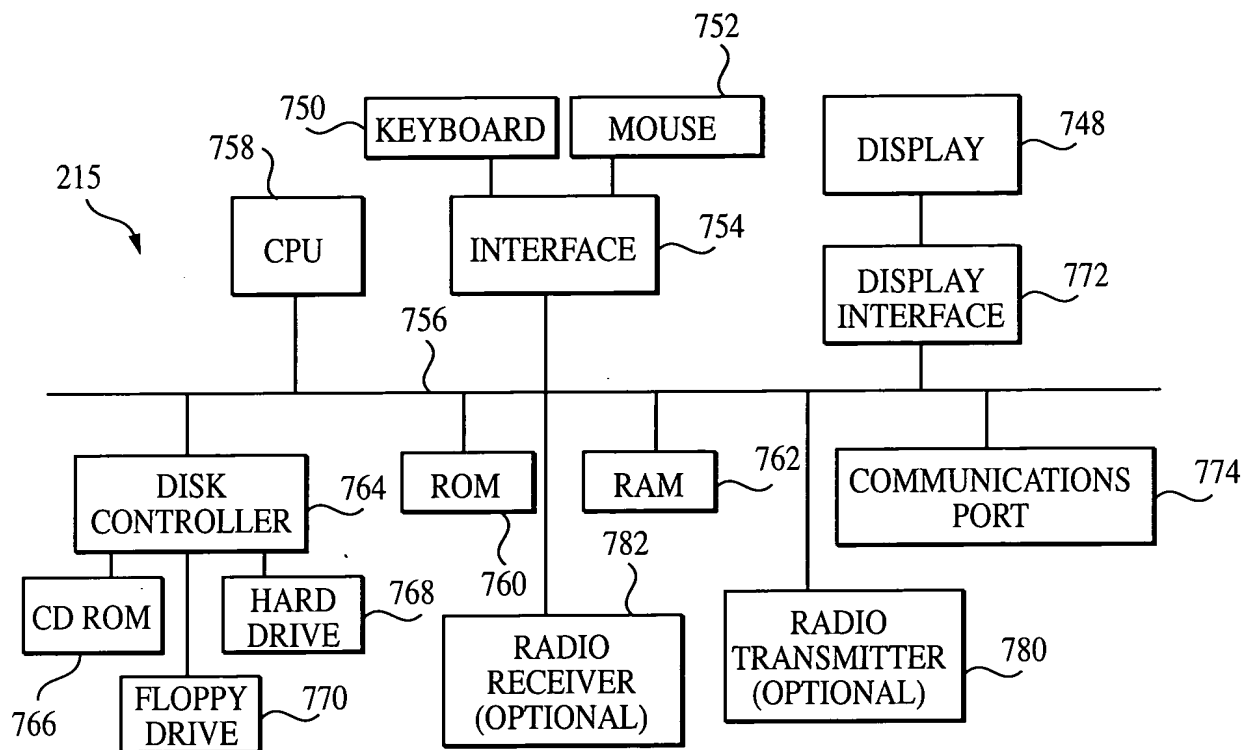 752
750
KEYBOARD
MOUSE
748
DISPLAY
758
215
CPU
INTERFACE
754
DISPLAY
INTERFACE
772
756
DISK
CONTROLLER
764
ROM
760
RAM
762
COMMUNICATIONS
PORT
774
CD ROM
766
HARD
DRIVE
768
FLOPPY
DRIVE
770
782
RADIO
RECEIVER
(OPTIONAL)
RADIO
TRANSMITTER
(OPTIONAL)
780